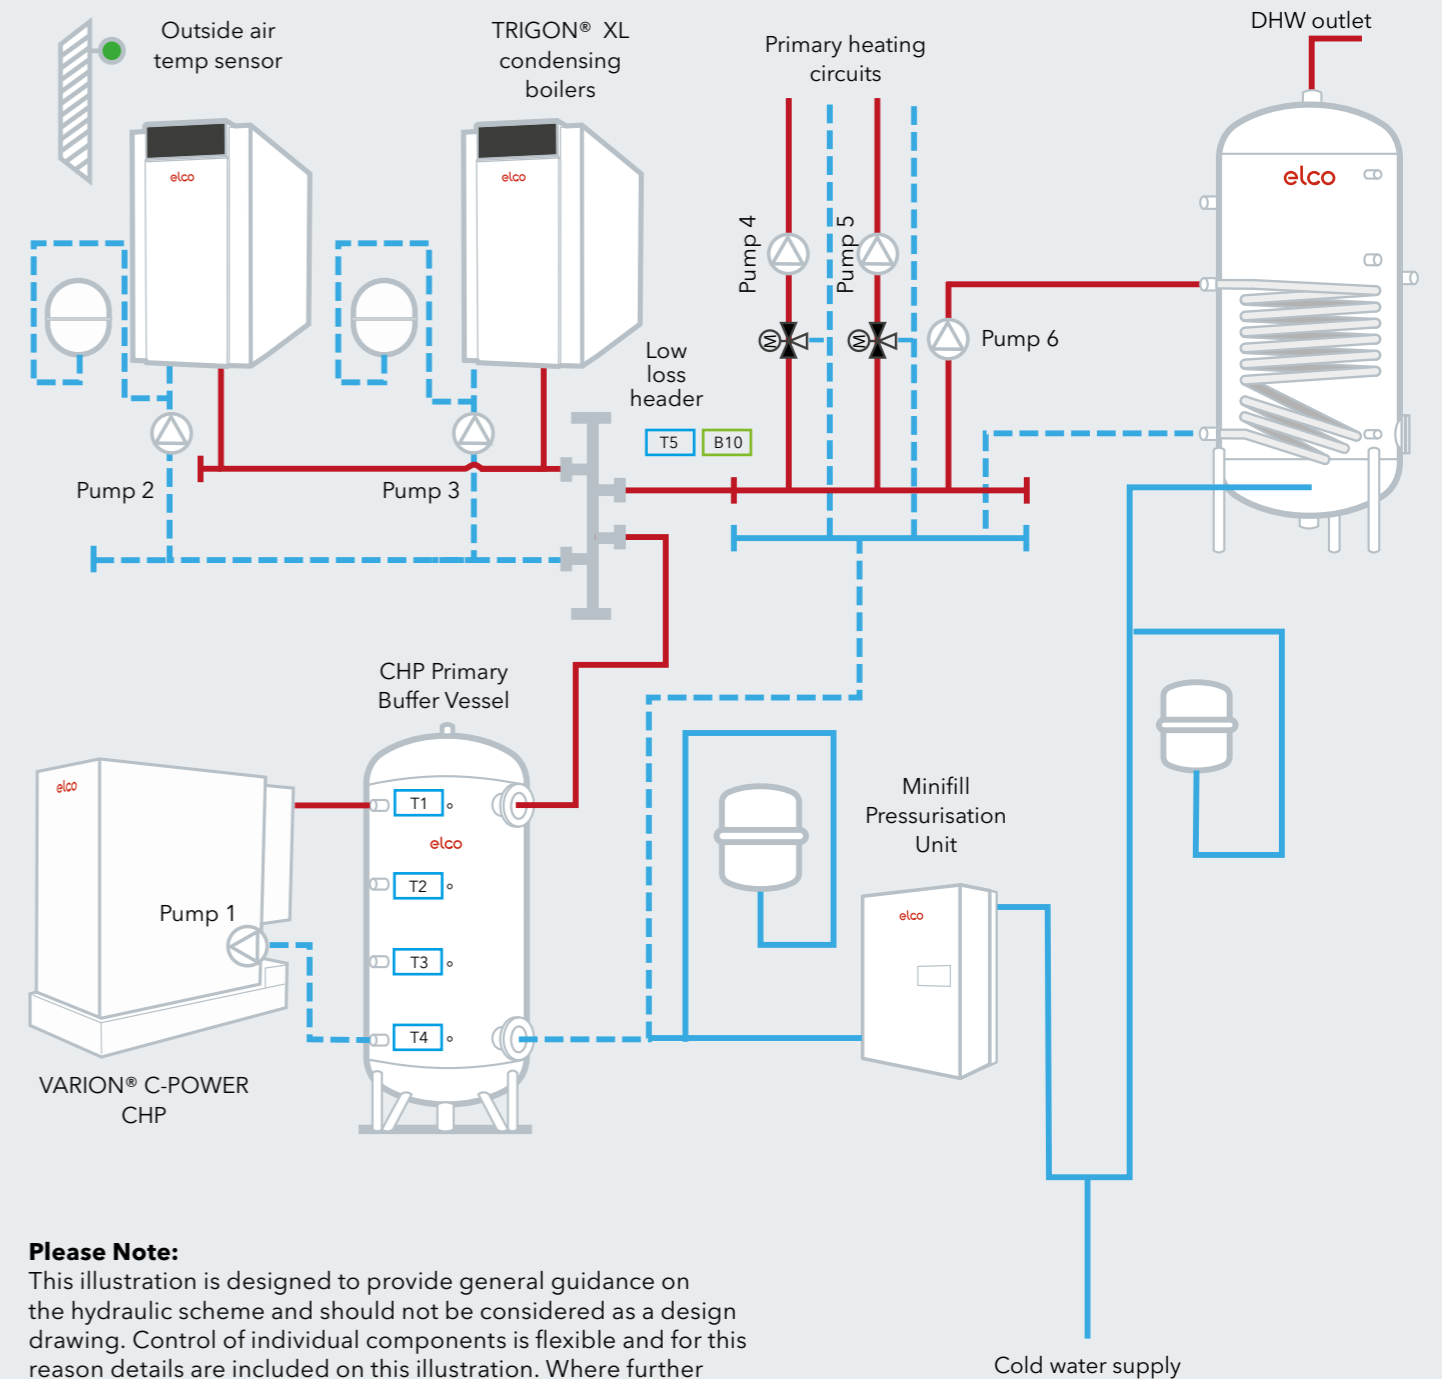 DHW outlet
Outside air
temp sensor
TRIGON® XL
condensing
boilers
Primary heating
circuits
elco
elco
elco
Pump 4
Pump 5
Pump 6
M
M
Low
loss
header
T5
B10
Pump 2
Pump 3
CHP Primary
Buffer Vessel
elco
T1
elco
T2
T3
T4
Pump 1
Minifill
Pressurisation
Unit
elco
VARION® C-POWER
CHP
Please Note:
This illustration is designed to provide general guidance on
the hydraulic scheme and should not be considered as a design
drawing. Control of individual components is flexible and for this
reason details are included on this illustration. Where further
Cold water supply